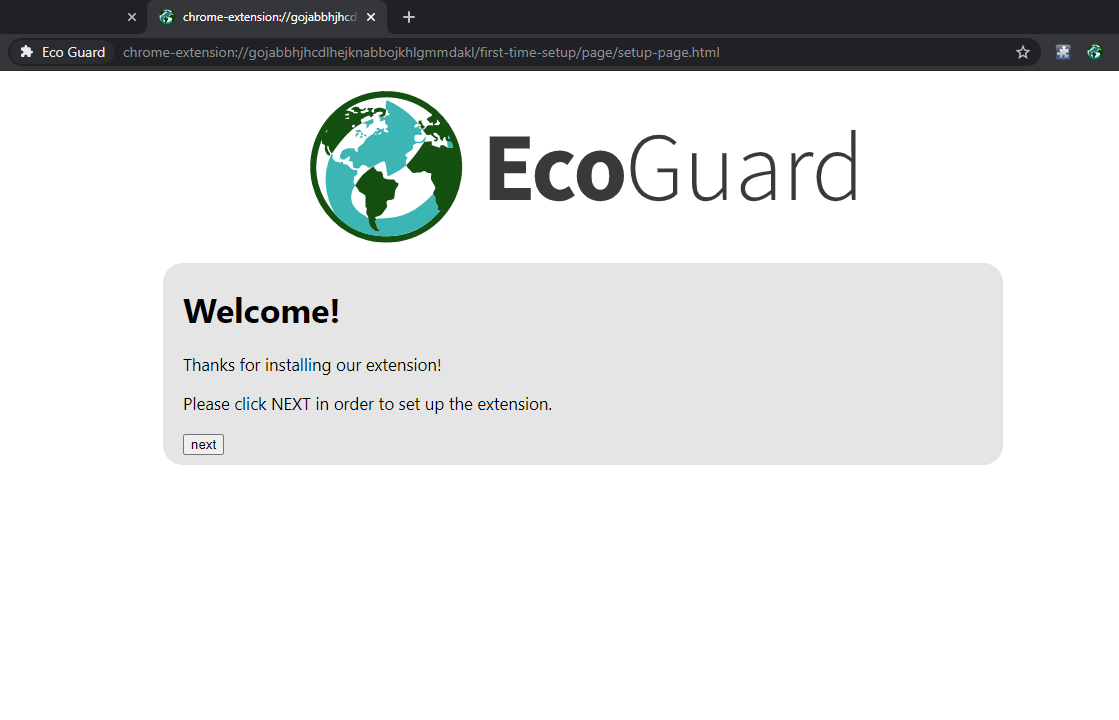 chrome-extension://gojabbhjhcd
Eco Guard chrome-extension://gojabbhjhcdlhejknabbojkhlgmmdakl/first-time-setup/page/setup-page.html
EcoGuard
Welcome!
Thanks for installing our extension!
Please click NEXT in order to set up the extension.
next